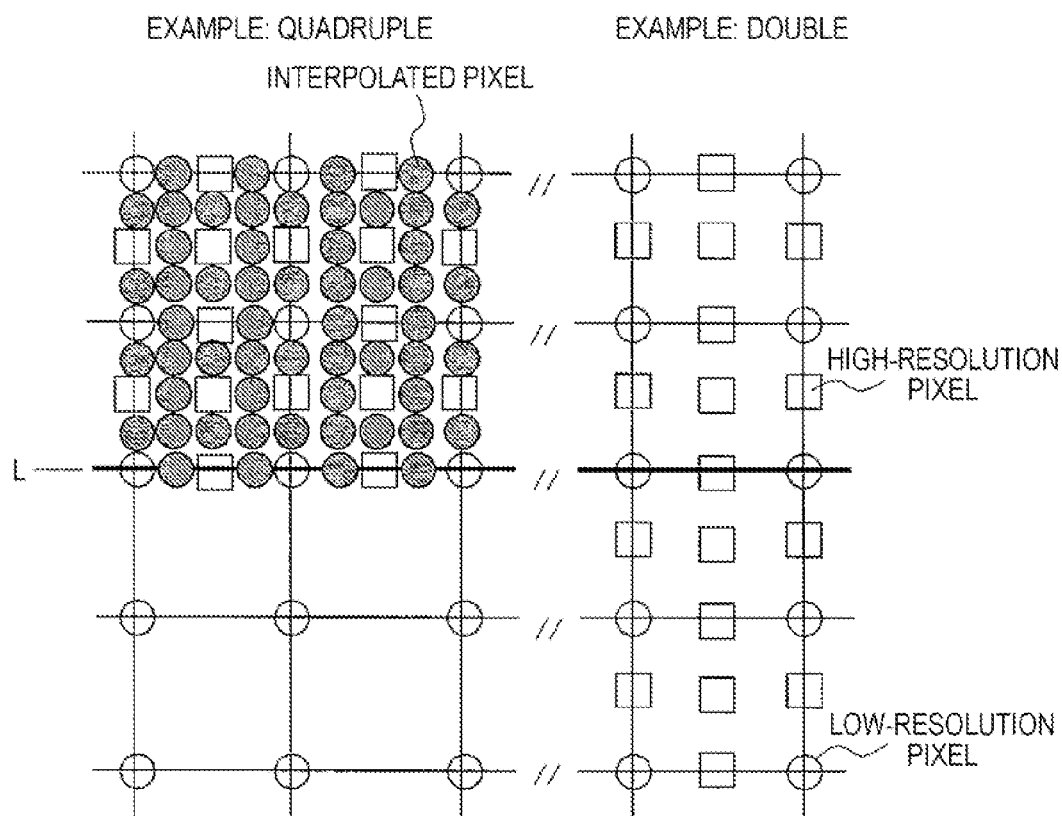 EXAMPLE: QUADRUPLE
EXAMPLE: DOUBLE
INTERPOLATED PIXEL
HIGH-RESOLUTION
PIXEL
L
LOW-RESOLUTION
PIXEL